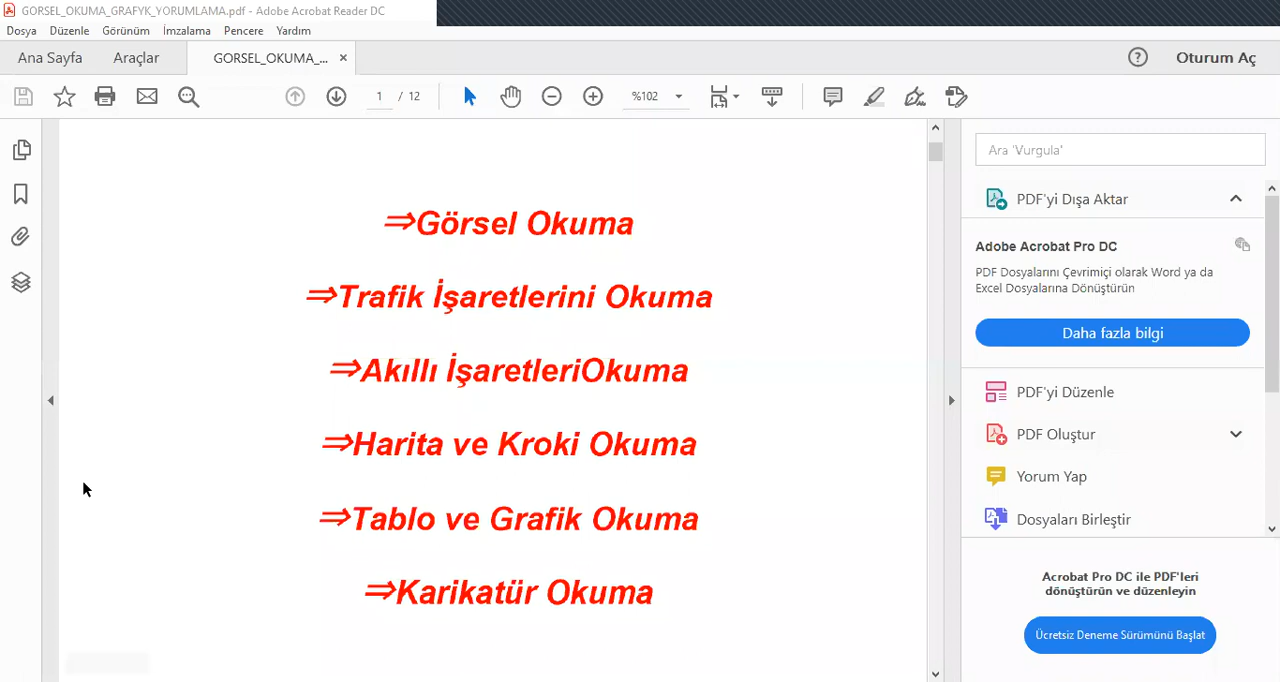 GORSEL_OKUMA_GRAFYK_YORUMLAMA.pdf - Adobe Acrobat Reader DC
Dosya Düzenle Görünüm İmzalama Pencere Yardım
Ana Sayfa Araçlar GORSEL_OKUMA_... × ? Oturum Aç
1 / 12 %102
Ara 'Vurgula'
PDF'yi Dışa Aktar
Adobe Acrobat Pro DC
PDF Dosyalarını Çevrimiçi olarak Word ya da
Excel Dosyalarına Dönüştürün
Daha fazla bilgi
PDF'yi Düzenle
PDF Oluştur
Yorum Yap
Dosyaları Birleştir
Acrobat Pro DC ile PDF'leri
dönüştürün ve düzenleyin
Ücretsiz Deneme Sürümünü Başlat
⇒Görsel Okuma
⇒Trafik İşaretlerini Okuma
⇒Akıllı İşaretleriOkuma
⇒Harita ve Kroki Okuma
⇒Tablo ve Grafik Okuma
⇒Karikatür Okuma